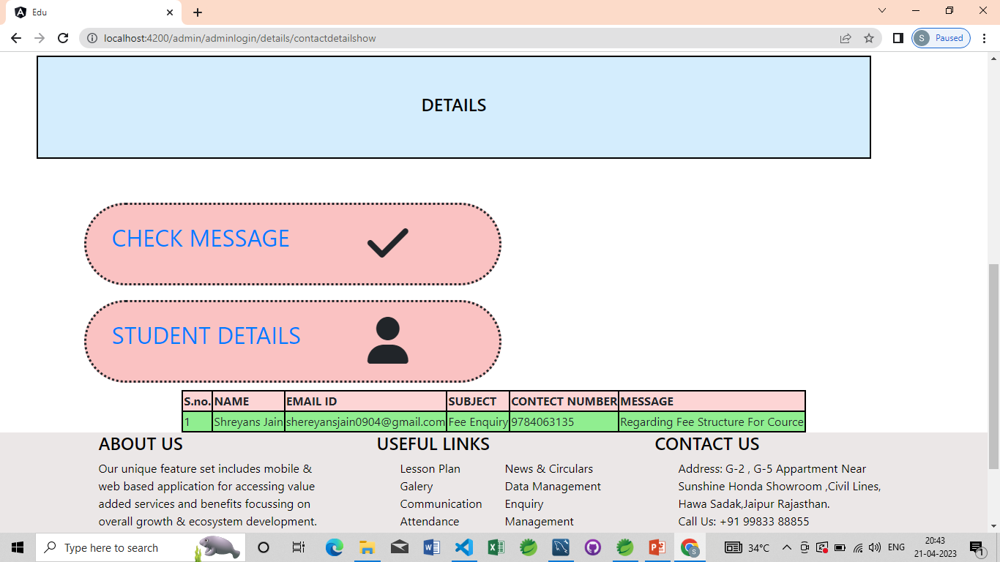 Edu
localhost:4200/admin/adminlogin/details/contactdetailshow
S Paused
DETAILS
CHECK MESSAGE
STUDENT DETAILS
S.no. NAME EMAIL ID SUBJECT CONTECT NUMBER MESSAGE
1 Shreyans Jain shereyansjain0904@gmail.com Fee Enquiry 9784063135 Regarding Fee Structure For Cource
ABOUT US
Our unique feature set includes mobile &
web based application for accessing value
added services and benefits focussing on
overall growth & ecosystem development.
USEFUL LINKS
Lesson Plan News & Circulars
Galery Data Management
Communication Enquiry
Attendance Management
CONTACT US
Address: G-2 , G-5 Appartment Near
Sunshine Honda Showroom ,Civil Lines,
Hawa Sadak,Jaipur Rajasthan.
Call Us: +91 99833 88855
Type here to search
34°C
ENG
20:43
21-04-2023
1